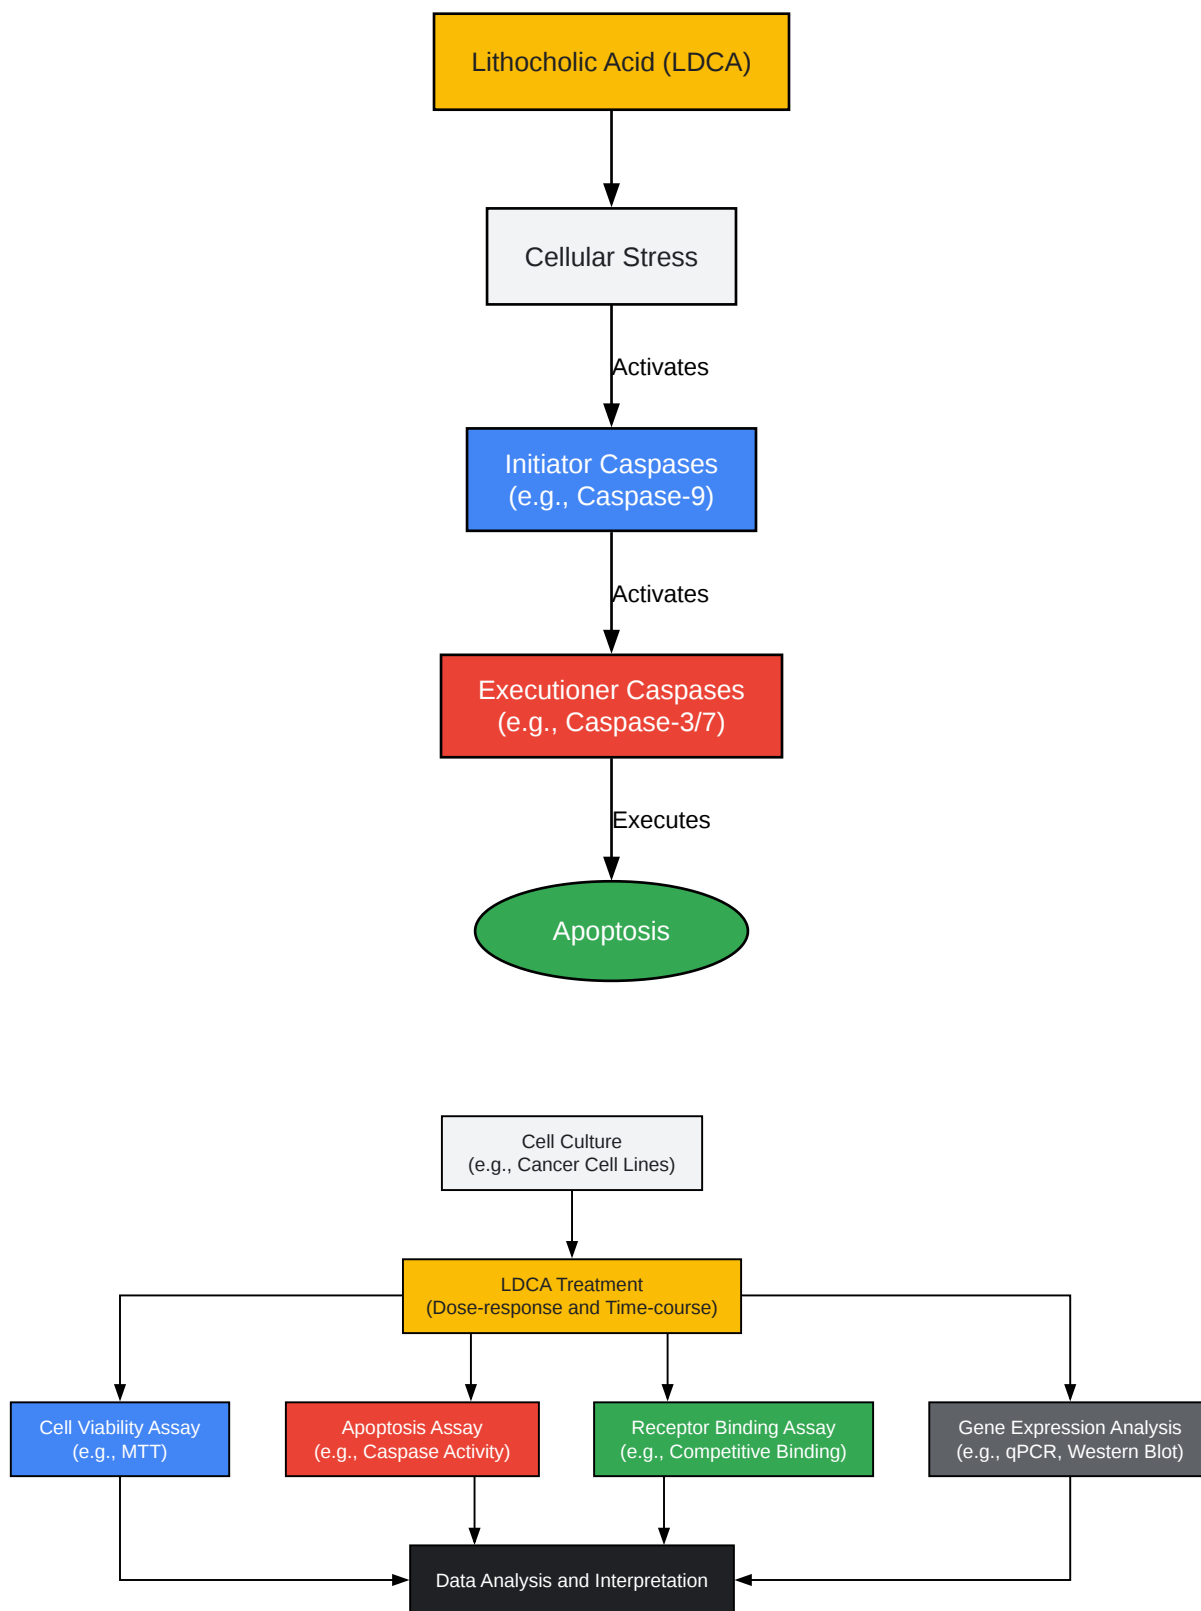 Lithocholic Acid (LDCA)
Cellular Stress
Activates
Initiator Caspases
(e.g., Caspase-9)
Activates
Executioner Caspases
(e.g., Caspase-3/7)
Executes
Apoptosis
Cell Culture
(e.g., Cancer Cell Lines)
LDCA Treatment
(Dose-response and Time-course)
Cell Viability Assay
(e.g., MTT)
Apoptosis Assay
(e.g., Caspase Activity)
Receptor Binding Assay
(e.g., Competitive Binding)
Gene Expression Analysis
(e.g., qPCR, Western Blot)
Data Analysis and Interpretation